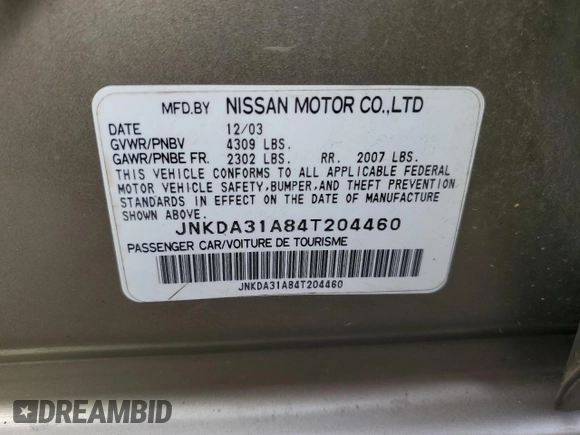 MFD.BY NISSAN MOTOR CO.,LTD
DATE 12/03
GVWR/PNBV 4309 LBS.
GAWR/PNBE FR. 2302 LBS. RR. 2007 LBS.
THIS VEHICLE CONFORMS TO ALL APPLICABLE FEDERAL
MOTOR VEHICLE SAFETY,BUMPER,AND THEFT PREVENTION
STANDARDS IN EFFECT ON THE DATE OF MANUFACTURE
SHOWN ABOVE.
JNKDA31A84T204460
PASSENGER CAR/VOITURE DE TOURISME
JNKDA31A84T204460
DREAMBID